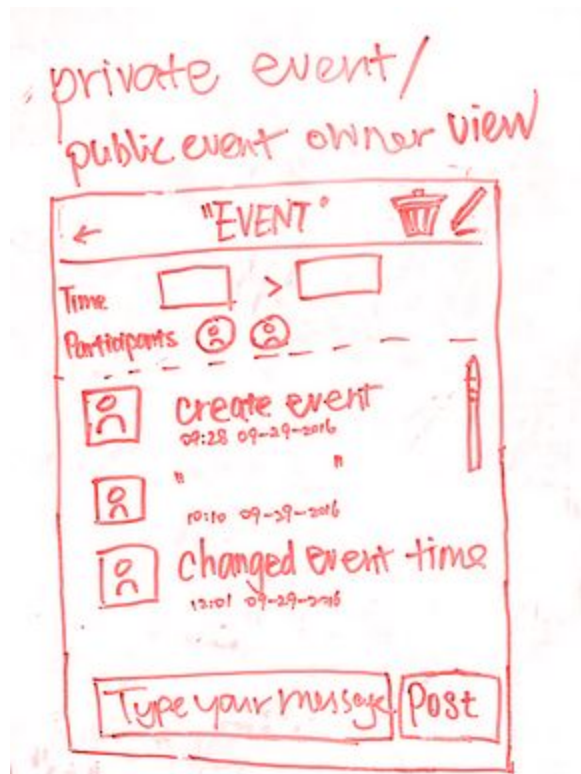 private event/
public event owner view
← "EVENT"
Time >
Participants
create event
09:28 09-29-2016
" "
10:10 09-29-2016
changed event time
12:01 09-29-2016
Type your message Post